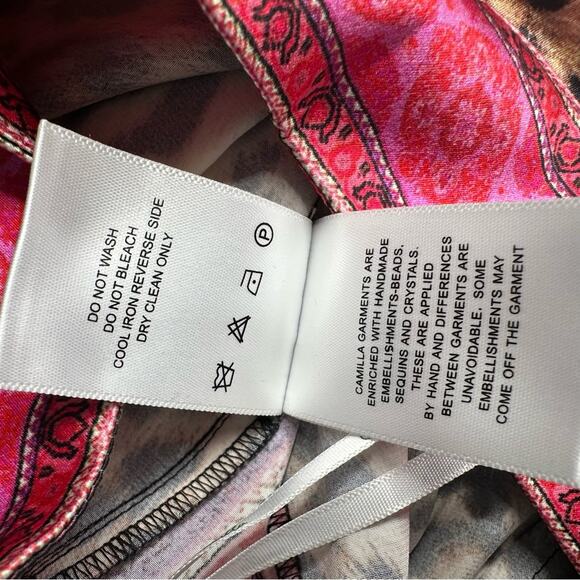 DO NOT WASH
DO NOT BLEACH
COOL IRON REVERSE SIDE
DRY CLEAN ONLY
P
CAMILLA GARMENTS ARE
ENRICHED WITH HANDMADE
EMBELLISHMENTS-BEADS,
SEQUINS AND CRYSTALS.
THESE ARE APPLIED
BY HAND AND DIFFERENCES
BETWEEN GARMENTS ARE
UNAVOIDABLE. SOME
EMBELLISHMENTS MAY
COME OFF THE GARMENT